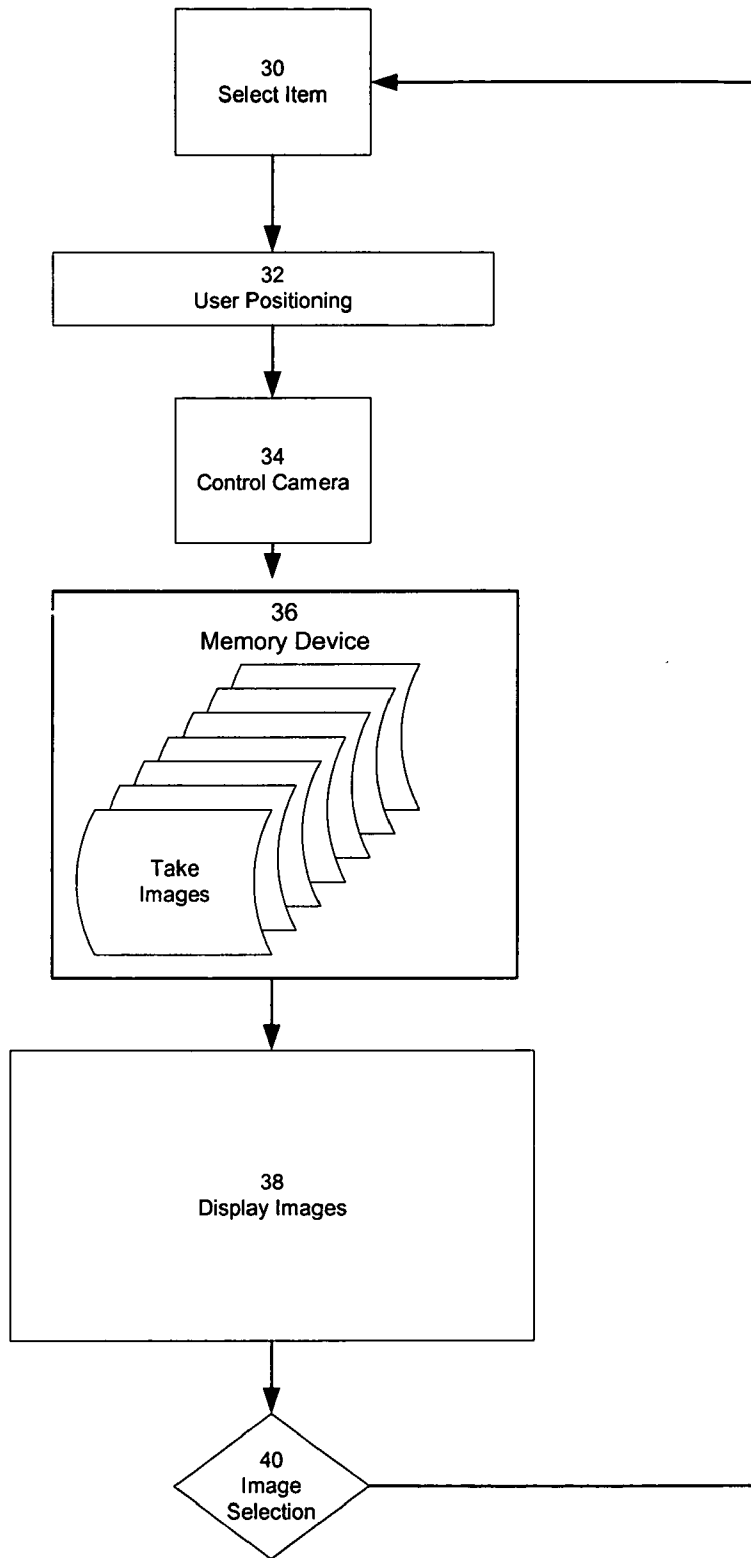 30
Select Item
32
User Positioning
34
Control Camera
36
Memory Device
Take
Images
38
Display Images
40
Image
Selection